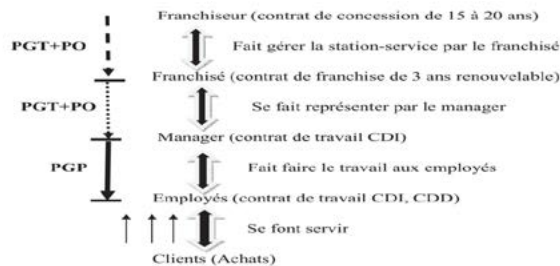 Franchiseur (contrat de concession de 15 à 20 ans)
PGT+PO
Fait gérer la station-service par le franchisé
Franchisé (contrat de franchise de 3 ans renouvelable)
PGT+PO
Se fait représenter par le manager
Manager (contrat de travail CDI)
PGP
Fait faire le travail aux employés
Employés (contrat de travail CDI, CDD)
Se font servir
Clients (Achats)